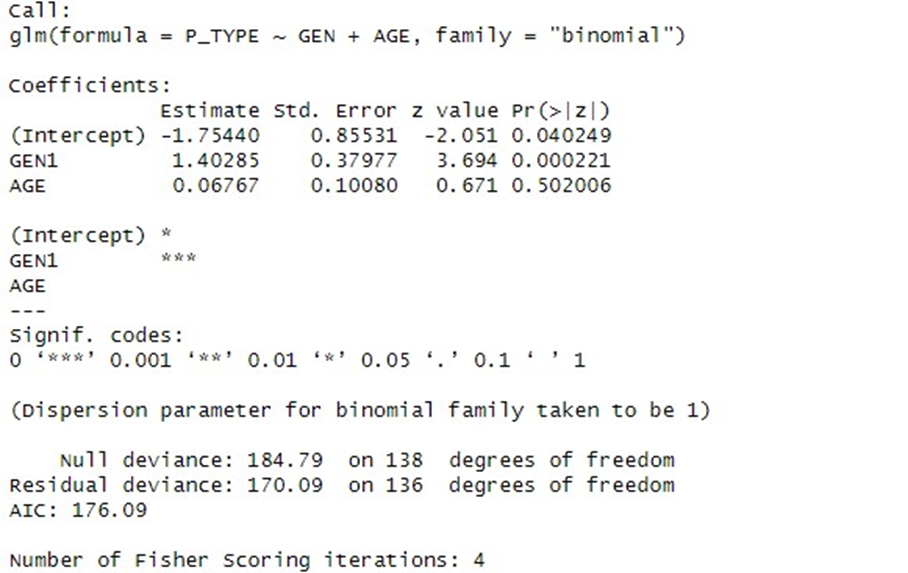 Call:
glm(formula = P_TYPE ~ GEN + AGE, family = "binomial")
Coefficients:
Estimate Std. Error z value Pr(>|z|)
(Intercept) -1.75440 0.85531 -2.051 0.040249
GEN1 1.40285 0.37977 3.694 0.000221
AGE 0.06767 0.10080 0.671 0.502006
(Intercept) *
GEN1 ***
AGE
---
Signif. codes:
0 ‘***’ 0.001 ‘**’ 0.01 ‘*’ 0.05 ‘.’ 0.1 ‘ ’ 1
(Dispersion parameter for binomial family taken to be 1)
Null deviance: 184.79 on 138 degrees of freedom
Residual deviance: 170.09 on 136 degrees of freedom
AIC: 176.09
Number of Fisher Scoring iterations: 4